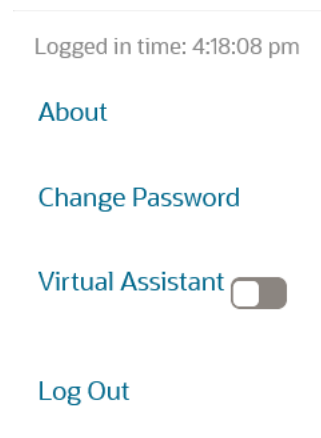 Logged in time: 4:18:08 pm
About
Change Password
Virtual Assistant
Log Out